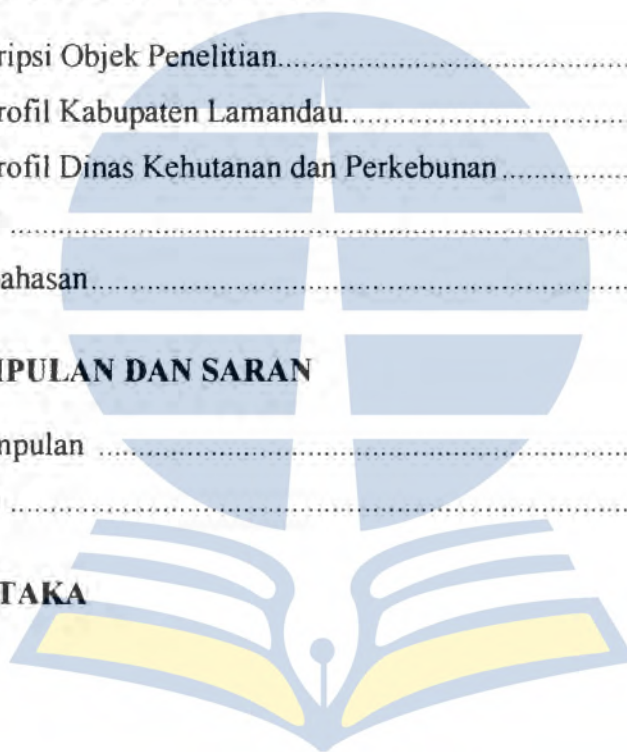 ripsi Objek Penelitian
rofil Kabupaten Lamandau
rofil Dinas Kehutanan dan Perkebunan
ahasan
IPULAN DAN SARAN
npulan
TAKA